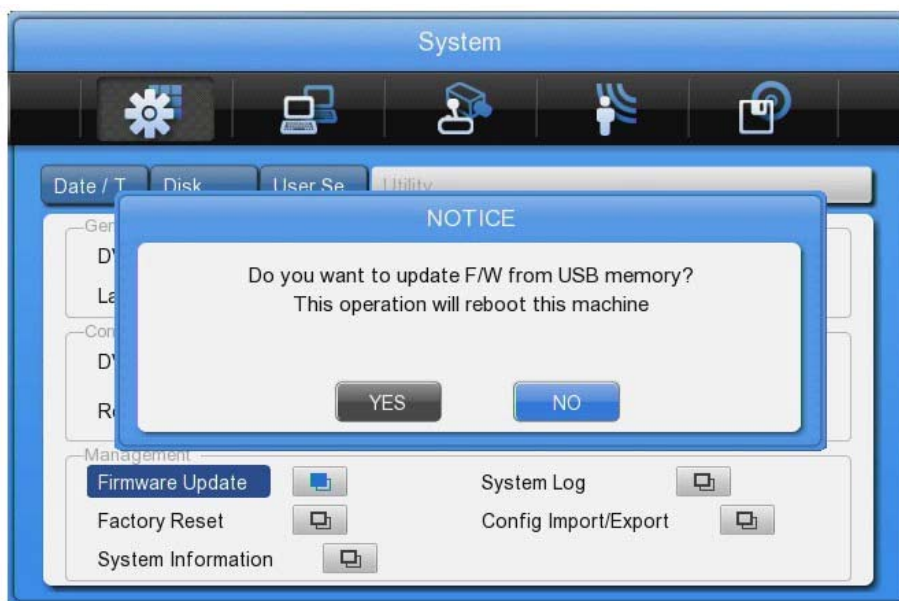 System
Date / T
Disk
User Se
Utility
NOTICE
Do you want to update F/W from USB memory?
This operation will reboot this machine
YES
NO
Management
Firmware Update
System Log
Factory Reset
Config Import/Export
System Information